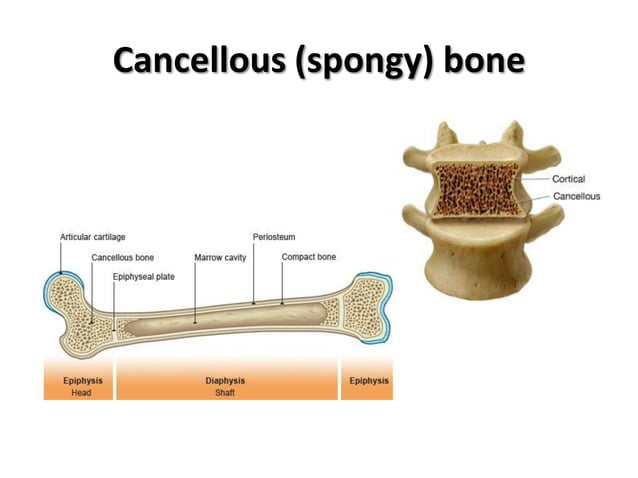 Cancellous (spongy) bone
Cortical
Cancellous
Articular cartilage
Periosteum
Cancellous bone
Marrow cavity
Compact bone
Epiphyseal plate
Epiphysis
Head
Diaphysis
Shaft
Epiphysis